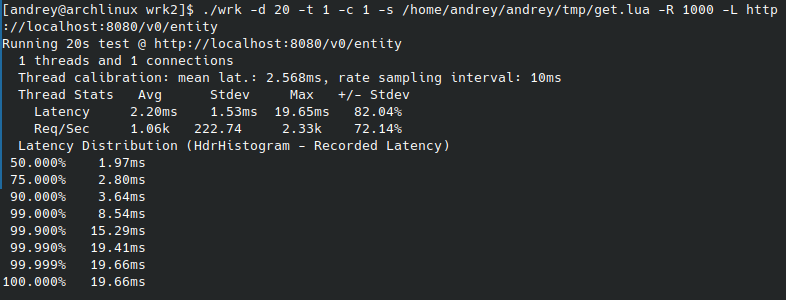 [andrey@archlinux wrk2]$ ./wrk -d 20 -t 1 -c 1 -s /home/andrey/andrey/tmp/get.lua -R 1000 -L http
://localhost:8080/v0/entity
Running 20s test @ http://localhost:8080/v0/entity
  1 threads and 1 connections
  Thread calibration: mean lat.: 2.568ms, rate sampling interval: 10ms
  Thread Stats   Avg      Stdev     Max   +/- Stdev
    Latency     2.20ms    1.53ms  19.65ms   82.04%
    Req/Sec     1.06k   222.74     2.33k    72.14%
  Latency Distribution (HdrHistogram - Recorded Latency)
 50.000%    1.97ms
 75.000%    2.80ms
 90.000%    3.64ms
 99.000%    8.54ms
 99.900%   15.29ms
 99.990%   19.41ms
 99.999%   19.66ms
100.000%   19.66ms